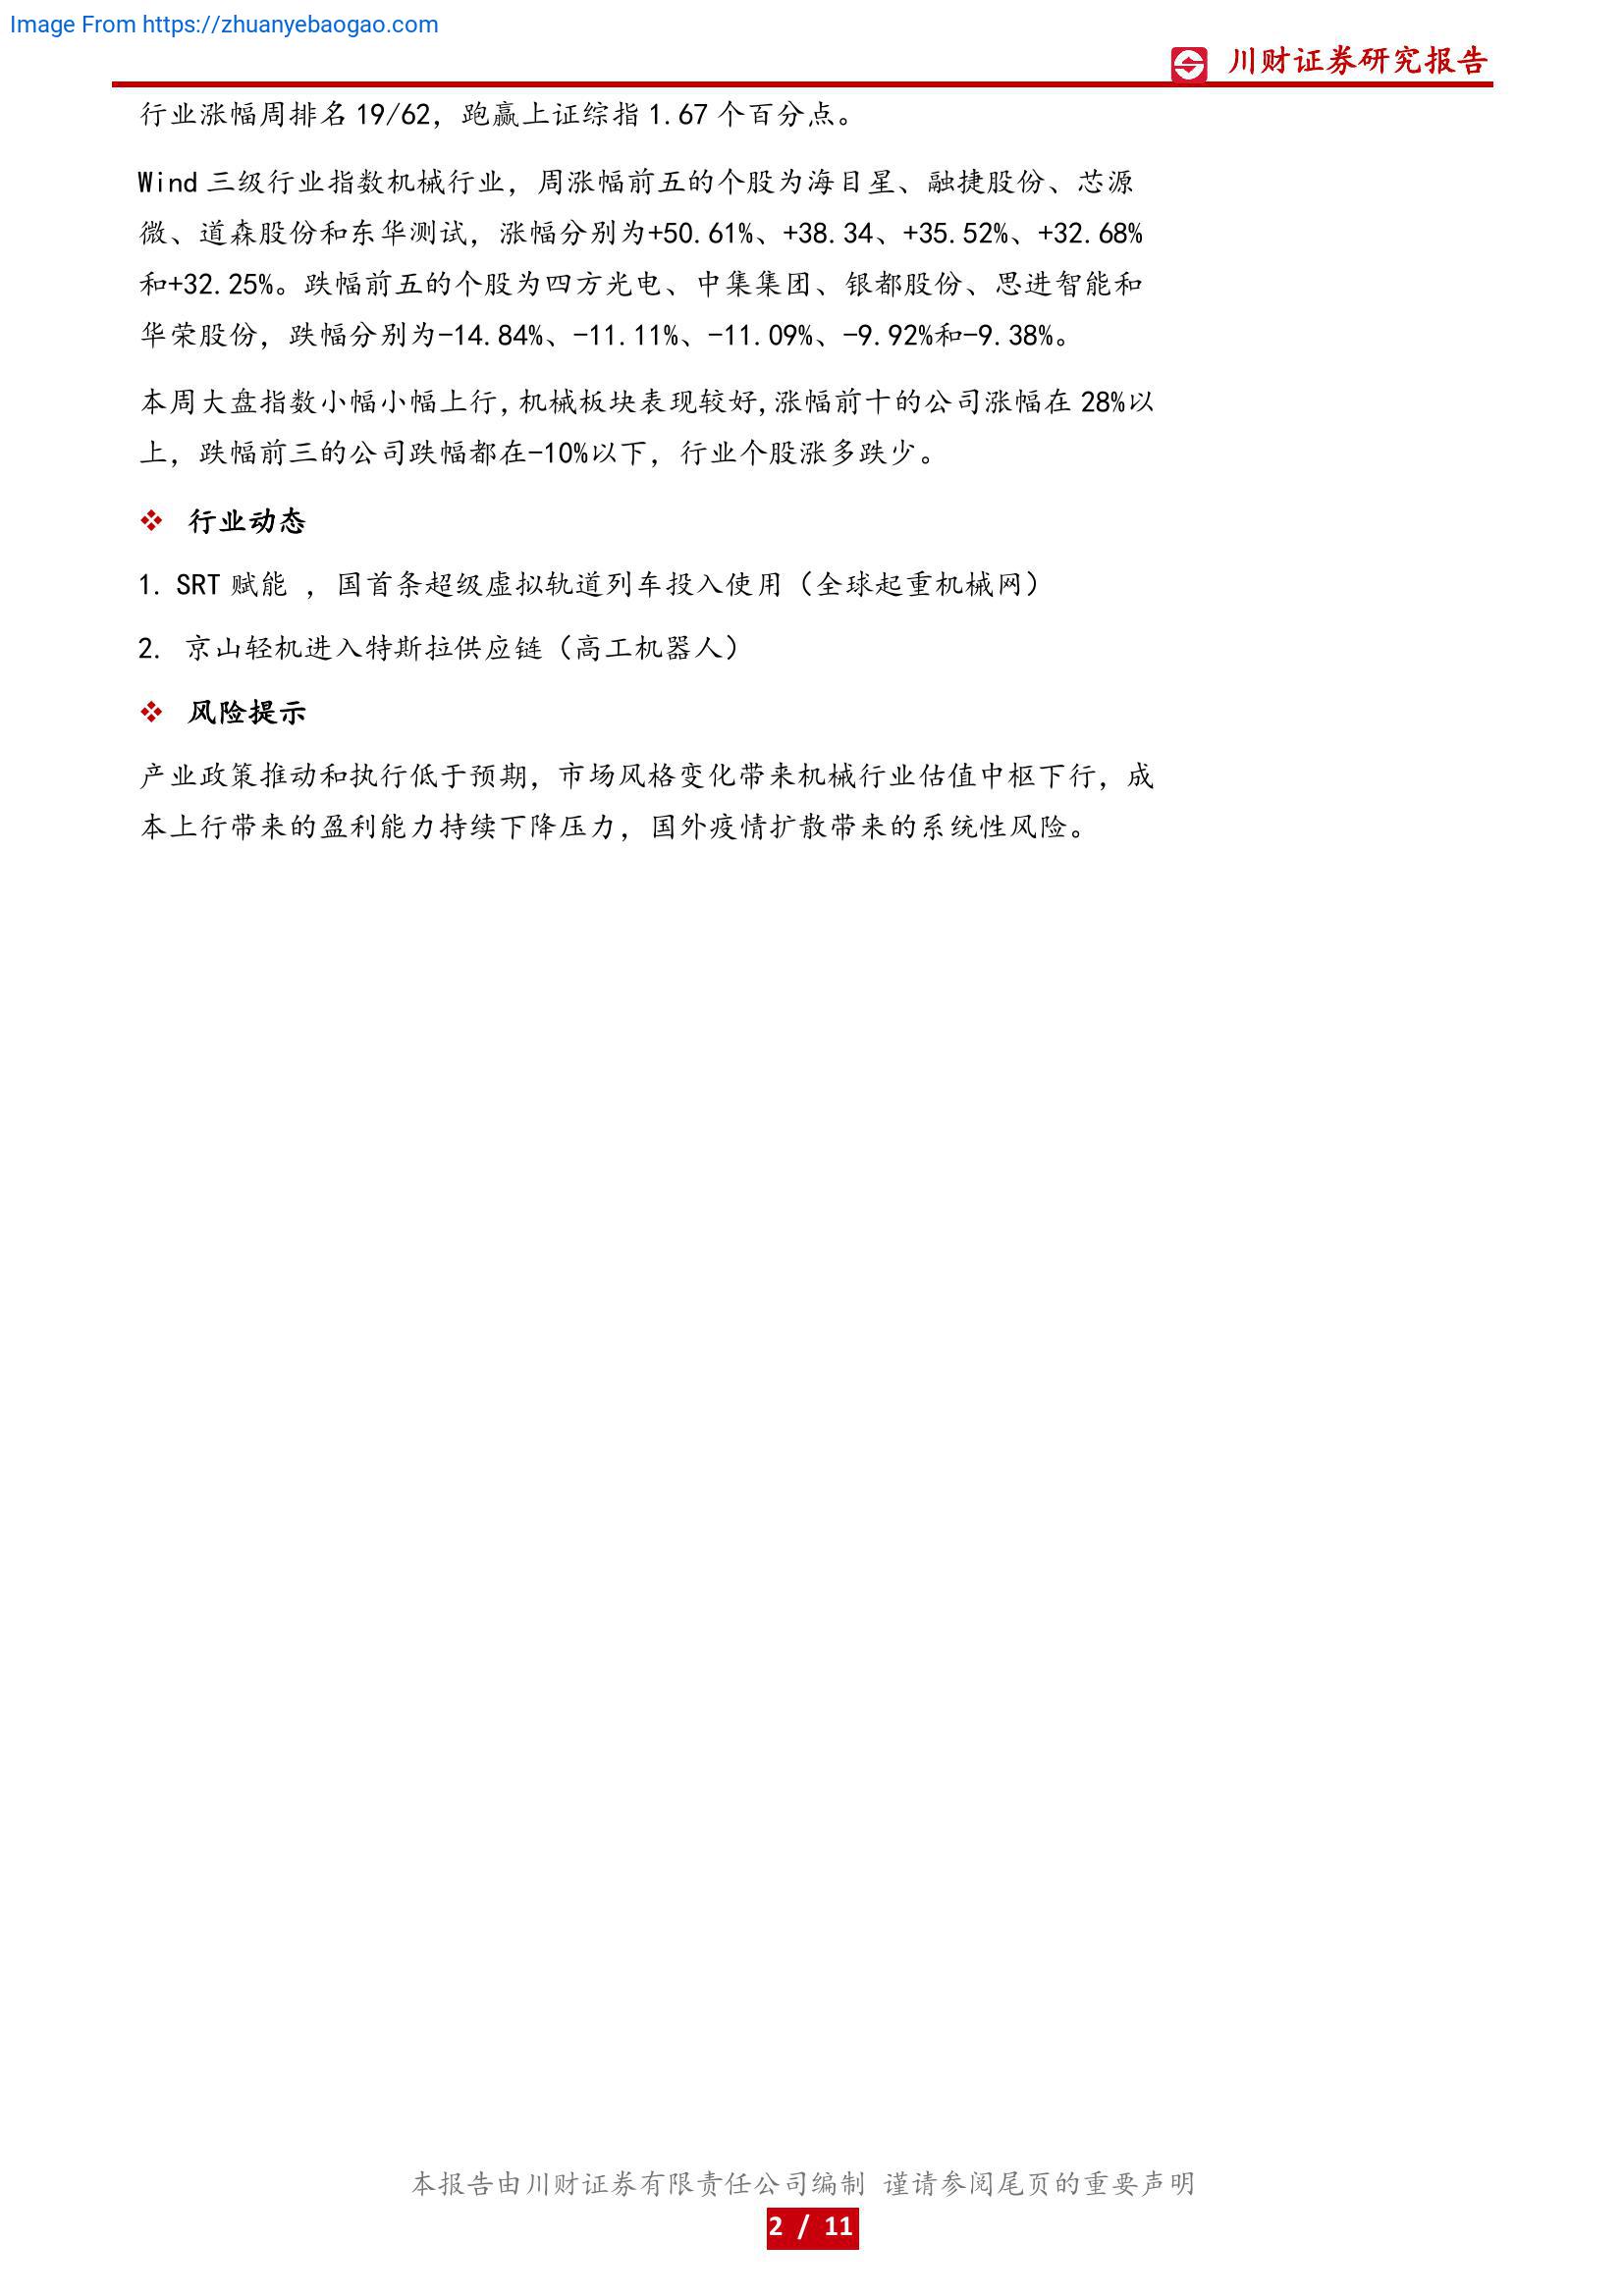 Image From https://zhuanyebaogao.com
川财证券研究报告
行业涨幅周排名 19/62，跑赢上证综指 1.67 个百分点。
Wind 三级行业指数机械行业，周涨幅前五的个股为海目星、融捷股份、芯源
微、道森股份和东华测试，涨幅分别为+50.61%、+38.34、+35.52%、+32.68%
和+32.25%。跌幅前五的个股为四方光电、中集集团、银都股份、思进智能和
华荣股份，跌幅分别为-14.84%、-11.11%、-11.09%、-9.92%和-9.38%。
本周大盘指数小幅小幅上行,机械板块表现较好,涨幅前十的公司涨幅在 28%以
上，跌幅前三的公司跌幅都在-10%以下，行业个股涨多跌少。
❖ 行业动态
1. SRT 赋能 ，国首条超级虚拟轨道列车投入使用（全球起重机械网）
2. 京山轻机进入特斯拉供应链（高工机器人）
❖ 风险提示
产业政策推动和执行低于预期，市场风格变化带来机械行业估值中枢下行，成
本上行带来的盈利能力持续下降压力，国外疫情扩散带来的系统性风险。
本报告由川财证券有限责任公司编制 谨请参阅尾页的重要声明
2 / 11